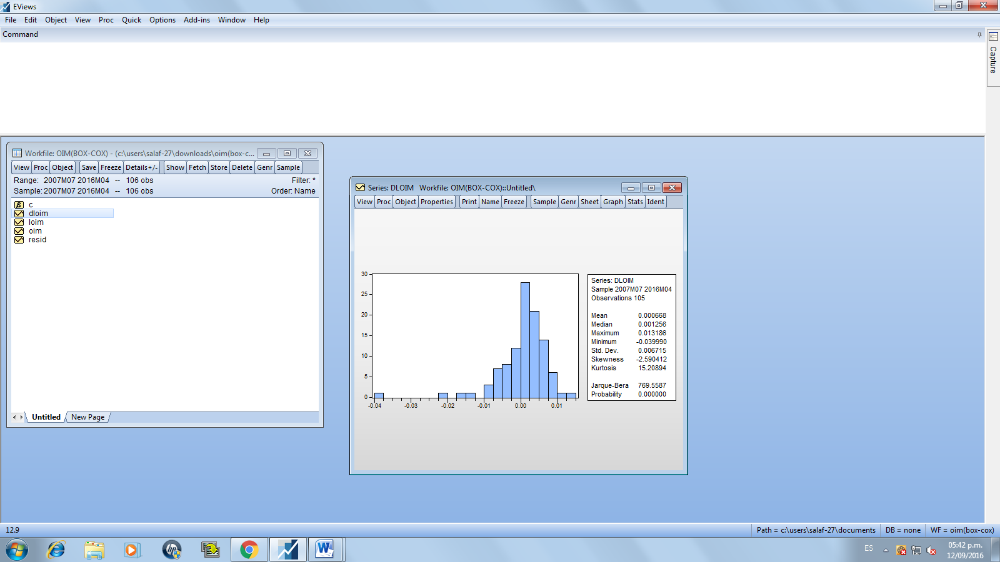 EViews
File Edit Object View Proc Quick Options Add-ins Window Help
Command
Capture
Workfile: OIM(BOX-COX) - (c:\users\salaf-27\downloads\oim(box-c...
View Proc Object Save Freeze Details+/- Show Fetch Store Delete Genr Sample
Range: 2007M07 2016M04 -- 106 obs Filter: *
Sample: 2007M07 2016M04 -- 106 obs Order: Name
c
dloim
loim
oim
resid
Untitled New Page
Series: DLOIM Workfile: OIM(BOX-COX)::Untitled\
View Proc Object Properties Print Name Freeze Sample Genr Sheet Graph Stats Ident
30
25
20
15
10
5
0
-0.04 -0.03 -0.02 -0.01 0.00 0.01
Series: DLOIM
Sample 2007M07 2016M04
Observations 105
Mean 0.000668
Median 0.001256
Maximum 0.013186
Minimum -0.039990
Std. Dev. 0.006715
Skewness -2.590412
Kurtosis 15.20894
Jarque-Bera 769.5587
Probability 0.000000
12.9 Path = c:\users\salaf-27\documents DB = none WF = oim(box-cox)
ES
05:42 p.m.
12/09/2016